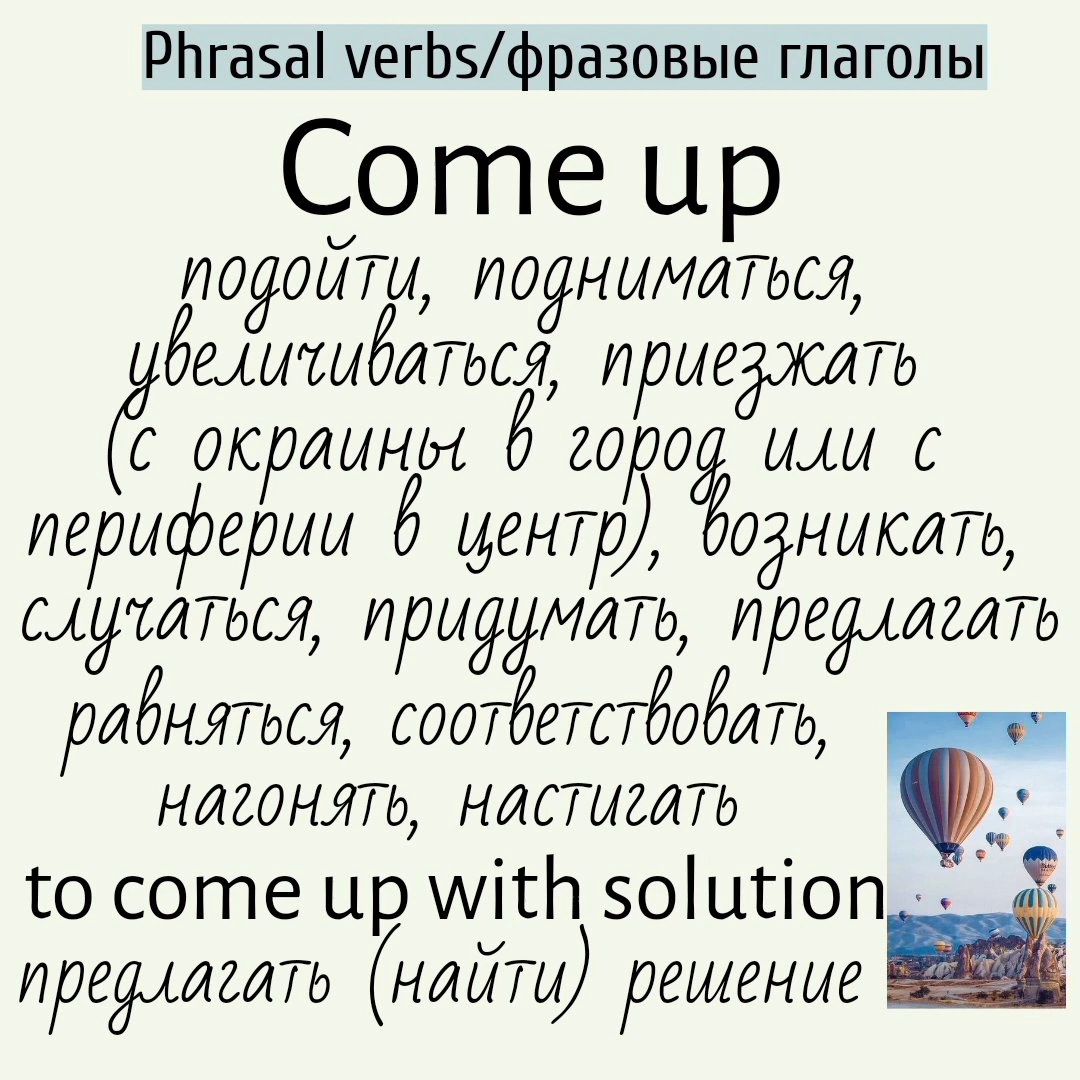 Phrasal verbs/фразовые глаголы
Come up
подойти, подниматься,
увеличиваться, приезжать
(с окраины в город или с
периферии в центр), возникать,
случаться, придумать, предлагать
равняться, соответствовать,
нагонять, настигать
to come up with solution
предлагать (найти) решение